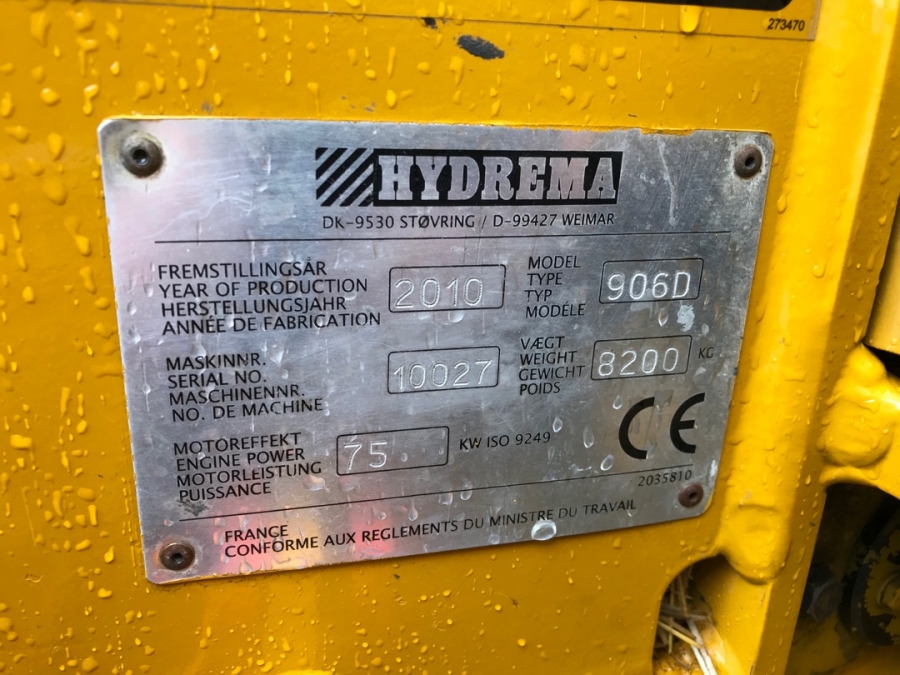 273470
HYDREMA
DK-9530 STØVRING / D-99427 WEIMAR
FREMSTILLINGSÅR
YEAR OF PRODUCTION
HERSTELLUNGSJAHR
ANNÉE DE FABRICATION
2010
MODEL
TYPE
TYP
MODÉLE
906D
MASKINNR.
SERIAL NO.
MASCHINENNR.
NO. DE MACHINE
10027
VÆGT
WEIGHT
GEWICHT
POIDS
8200 KG
MOTOREFFEKT
ENGINE POWER
MOTORLEISTUNG
PUISSANCE
75 KW ISO 9249
CE
2035810
FRANCE
CONFORME AUX REGLEMENTS DU MINISTRE DU TRAVAIL